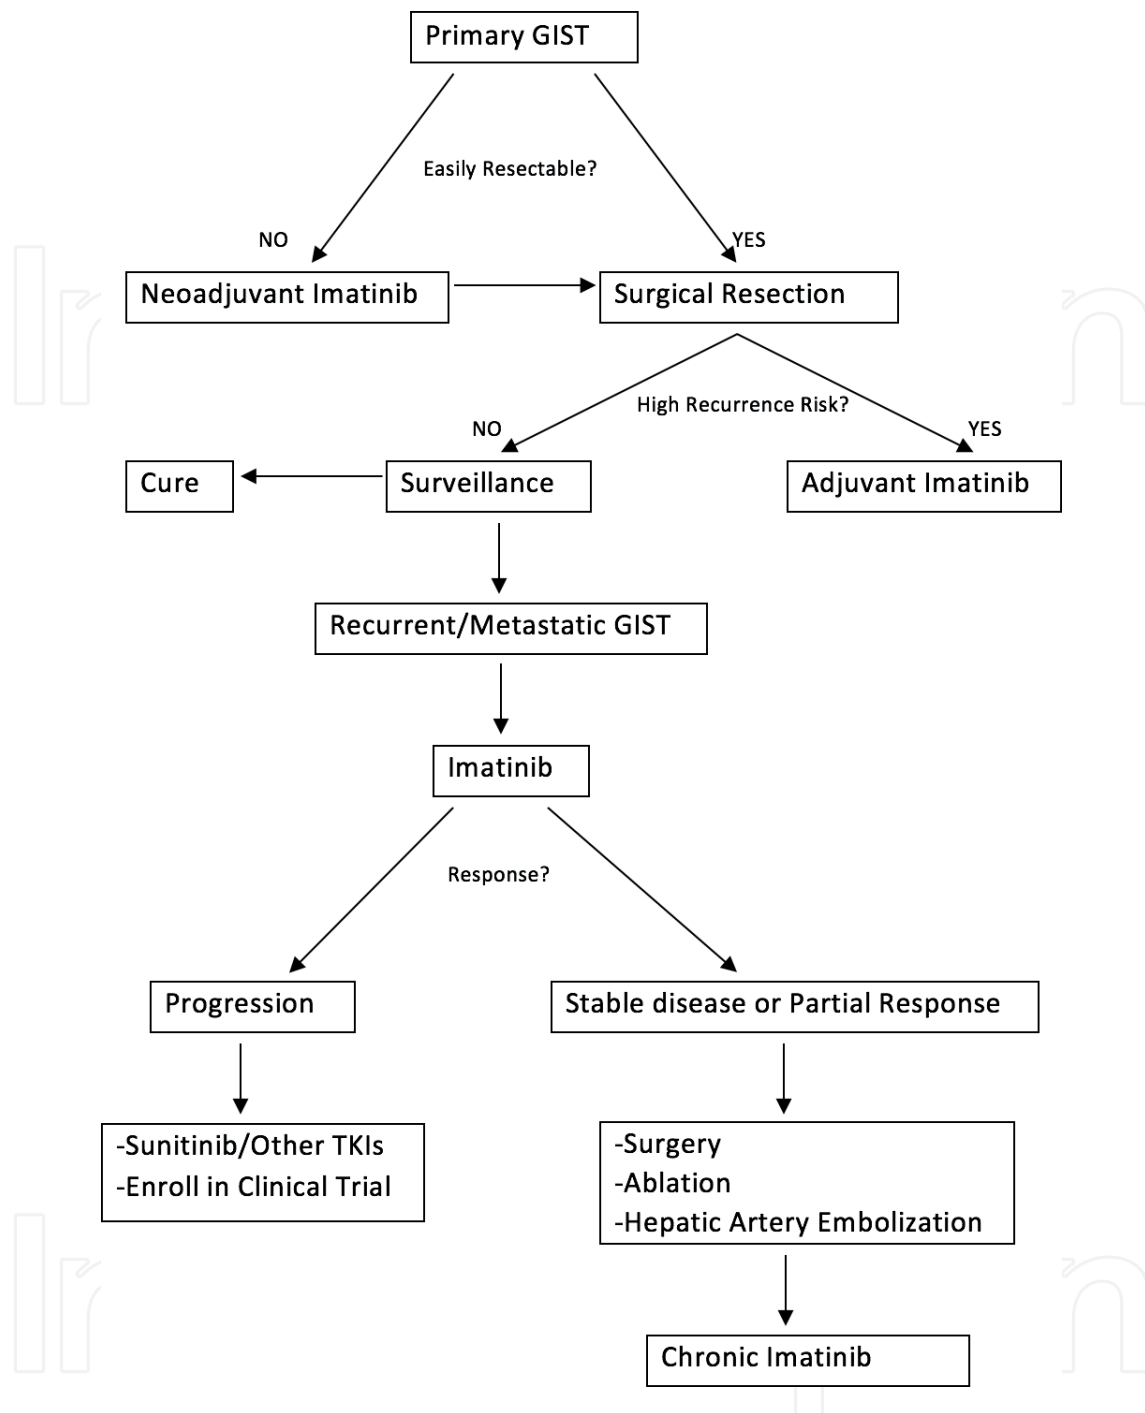 Primary GIST
Easily Resectable?
NO
YES
Neoadjuvant Imatinib
Surgical Resection
High Recurrence Risk?
NO
YES
Cure
Surveillance
Adjuvant Imatinib
Recurrent/Metastatic GIST
Imatinib
Response?
Progression
Stable disease or Partial Response
-Sunitinib/Other TKIs
-Enroll in Clinical Trial
-Surgery
-Ablation
-Hepatic Artery Embolization
Chronic Imatinib